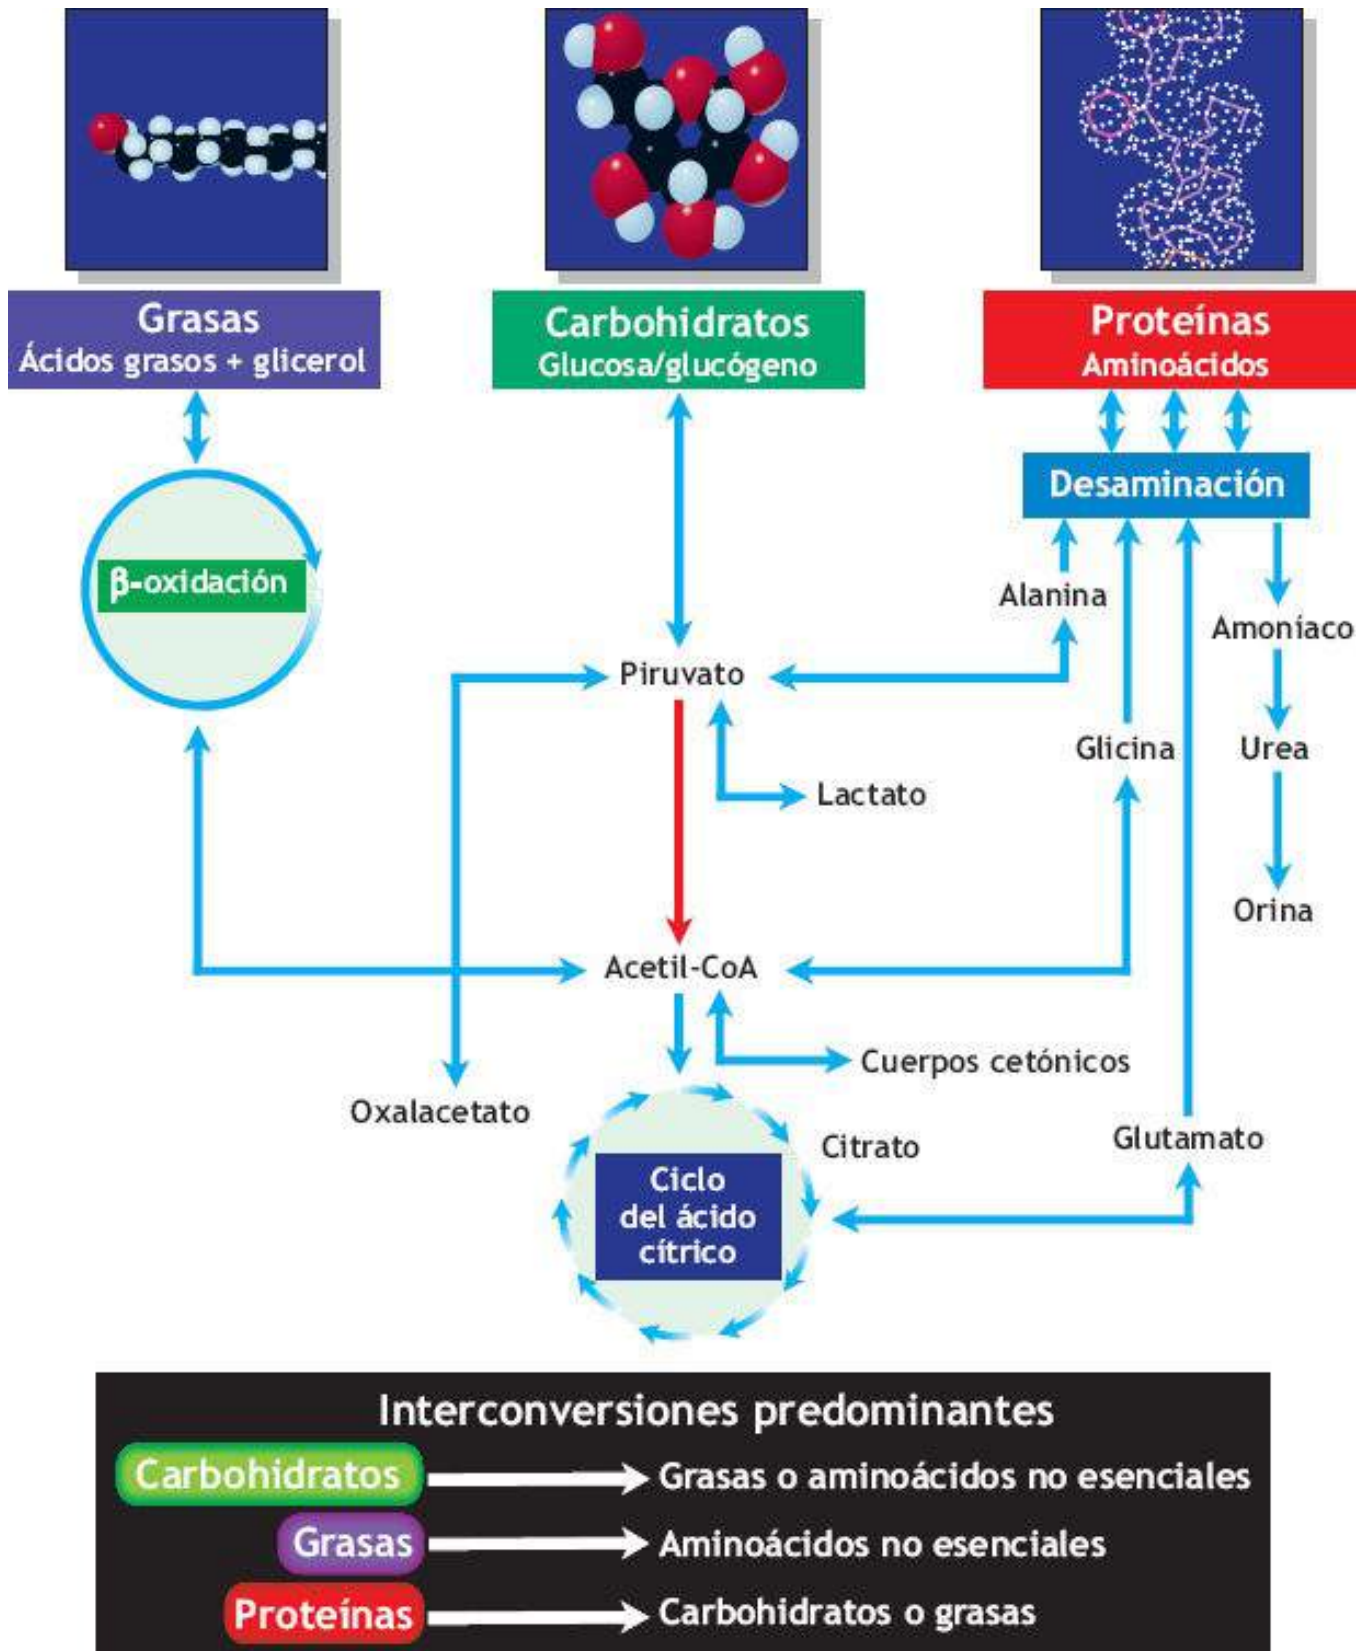 Grasas
Ácidos grasos + glicerol
Carbohidratos
Glucosa/glucógeno
Proteínas
Aminoácidos
Desaminación
β-oxidación
Alanina
Amoníaco
Piruvato
Glicina
Urea
Lactato
Orina
Acetil-CoA
Cuerpos cetónicos
Oxalacetato
Citrato
Glutamato
Ciclo
del ácido
cítrico
Interconversiones predominantes
Carbohidratos Grasas o aminoácidos no esenciales
Grasas Aminoácidos no esenciales
Proteínas Carbohidratos o grasas